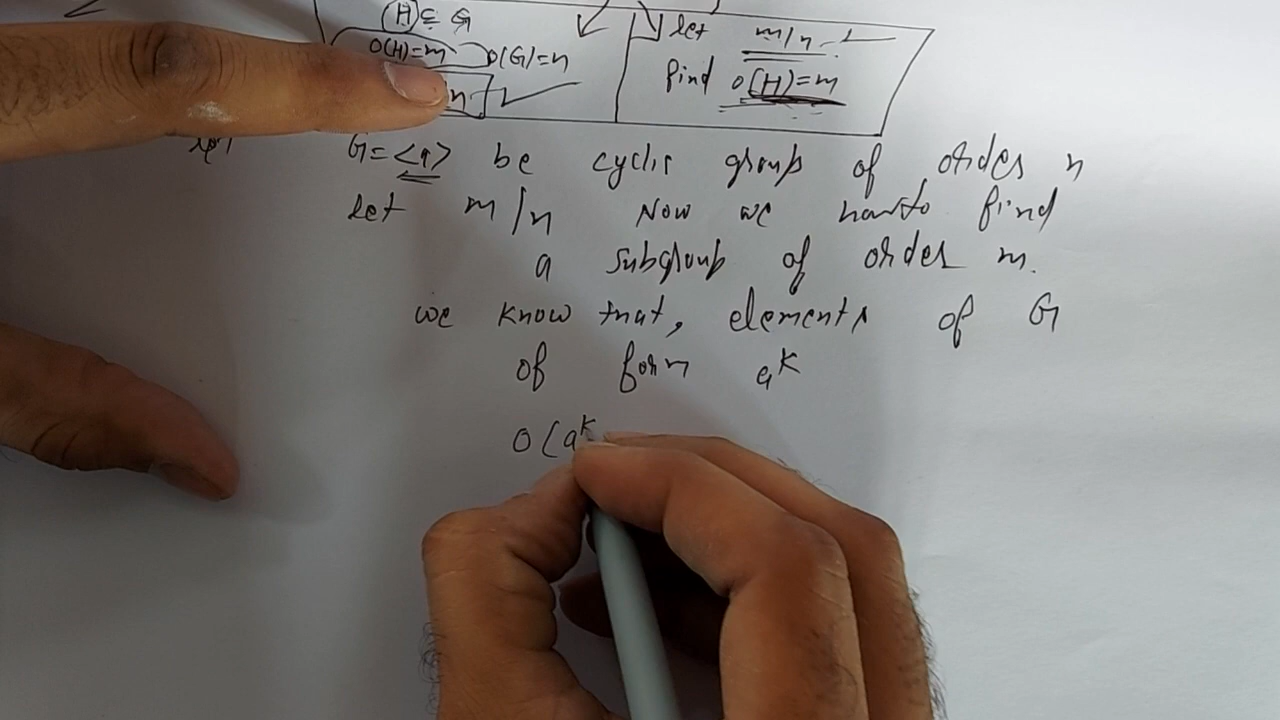 (H) ⊆ G
O(H)=m O(G)=n
n
let m/n
find O(H)=m
G=<a> be cyclic group of order n
let m/n Now we have to find
a subgroup of order m.
we know that, elements of G
of form a^k
O(a^k